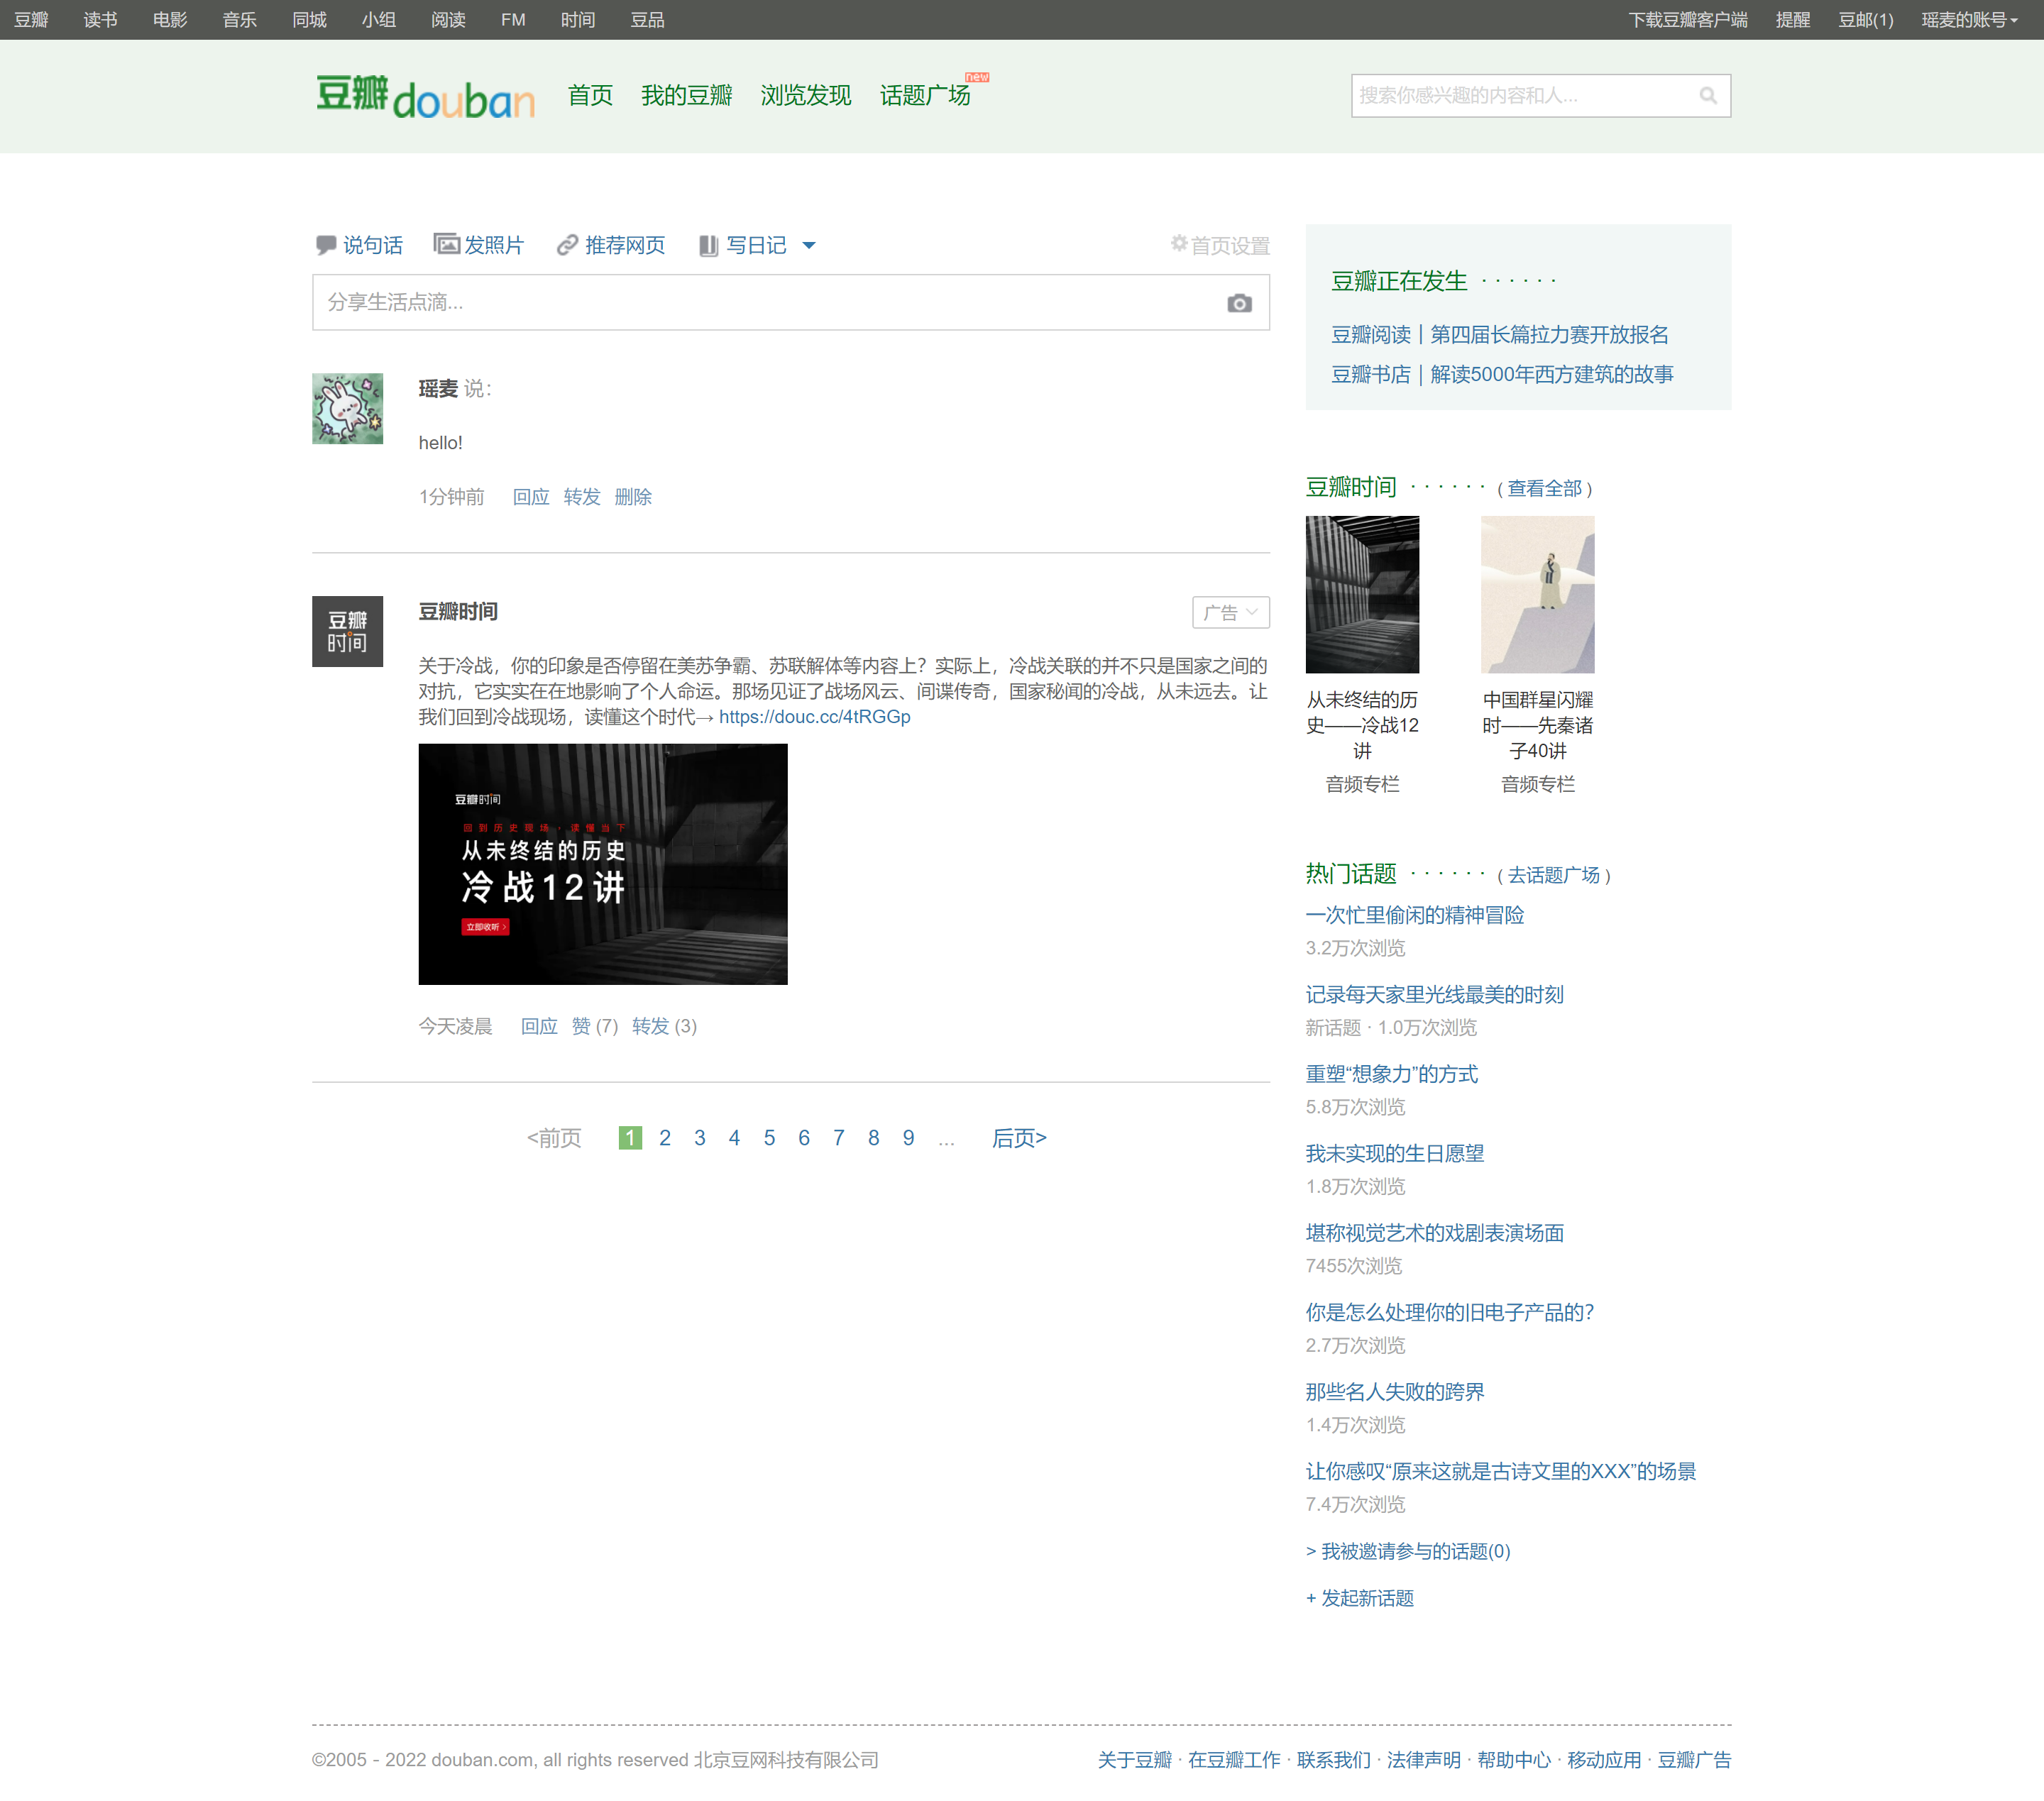 豆瓣 读书 电影 音乐 同城 小组 阅读 FM 时间 豆品 下载豆瓣客户端 提醒 豆邮(1) 瑶麦的账号
豆瓣douban 首页 我的豆瓣 浏览发现 话题广场 new 搜索你感兴趣的内容和人...
说句话 发照片 推荐网页 写日记 首页设置
分享生活点滴...
瑶麦 说：
hello!
1分钟前 回应 转发 删除
豆瓣
时间
豆瓣时间 广告
关于冷战，你的印象是否停留在美苏争霸、苏联解体等内容上？实际上，冷战关联的并不只是国家之间的
对抗，它实实在在地影响了个人命运。那场见证了战场风云、间谍传奇，国家秘闻的冷战，从未远去。让
我们回到冷战现场，读懂这个时代→ https://douc.cc/4tRGGp
豆瓣时间
回到历史现场·读懂当下
从未终结的历史
冷战12讲
立即收听 >
今天凌晨 回应 赞 (7) 转发 (3)
<前页 1 2 3 4 5 6 7 8 9 ... 后页>
豆瓣正在发生 · · · · · ·
豆瓣阅读｜第四届长篇拉力赛开放报名
豆瓣书店｜解读5000年西方建筑的故事
豆瓣时间 · · · · · · ( 查看全部 )
从未终结的历
史——冷战12
讲
音频专栏
中国群星闪耀
时——先秦诸
子40讲
音频专栏
热门话题 · · · · · · ( 去话题广场 )
一次忙里偷闲的精神冒险
3.2万次浏览
记录每天家里光线最美的时刻
新话题 · 1.0万次浏览
重塑“想象力”的方式
5.8万次浏览
我未实现的生日愿望
1.8万次浏览
堪称视觉艺术的戏剧表演场面
7455次浏览
你是怎么处理你的旧电子产品的？
2.7万次浏览
那些名人失败的跨界
1.4万次浏览
让你感叹“原来这就是古诗文里的XXX”的场景
7.4万次浏览
> 我被邀请参与的话题(0)
+ 发起新话题
©2005－2022 douban.com, all rights reserved 北京豆网科技有限公司 关于豆瓣 · 在豆瓣工作 · 联系我们 · 法律声明 · 帮助中心 · 移动应用 · 豆瓣广告